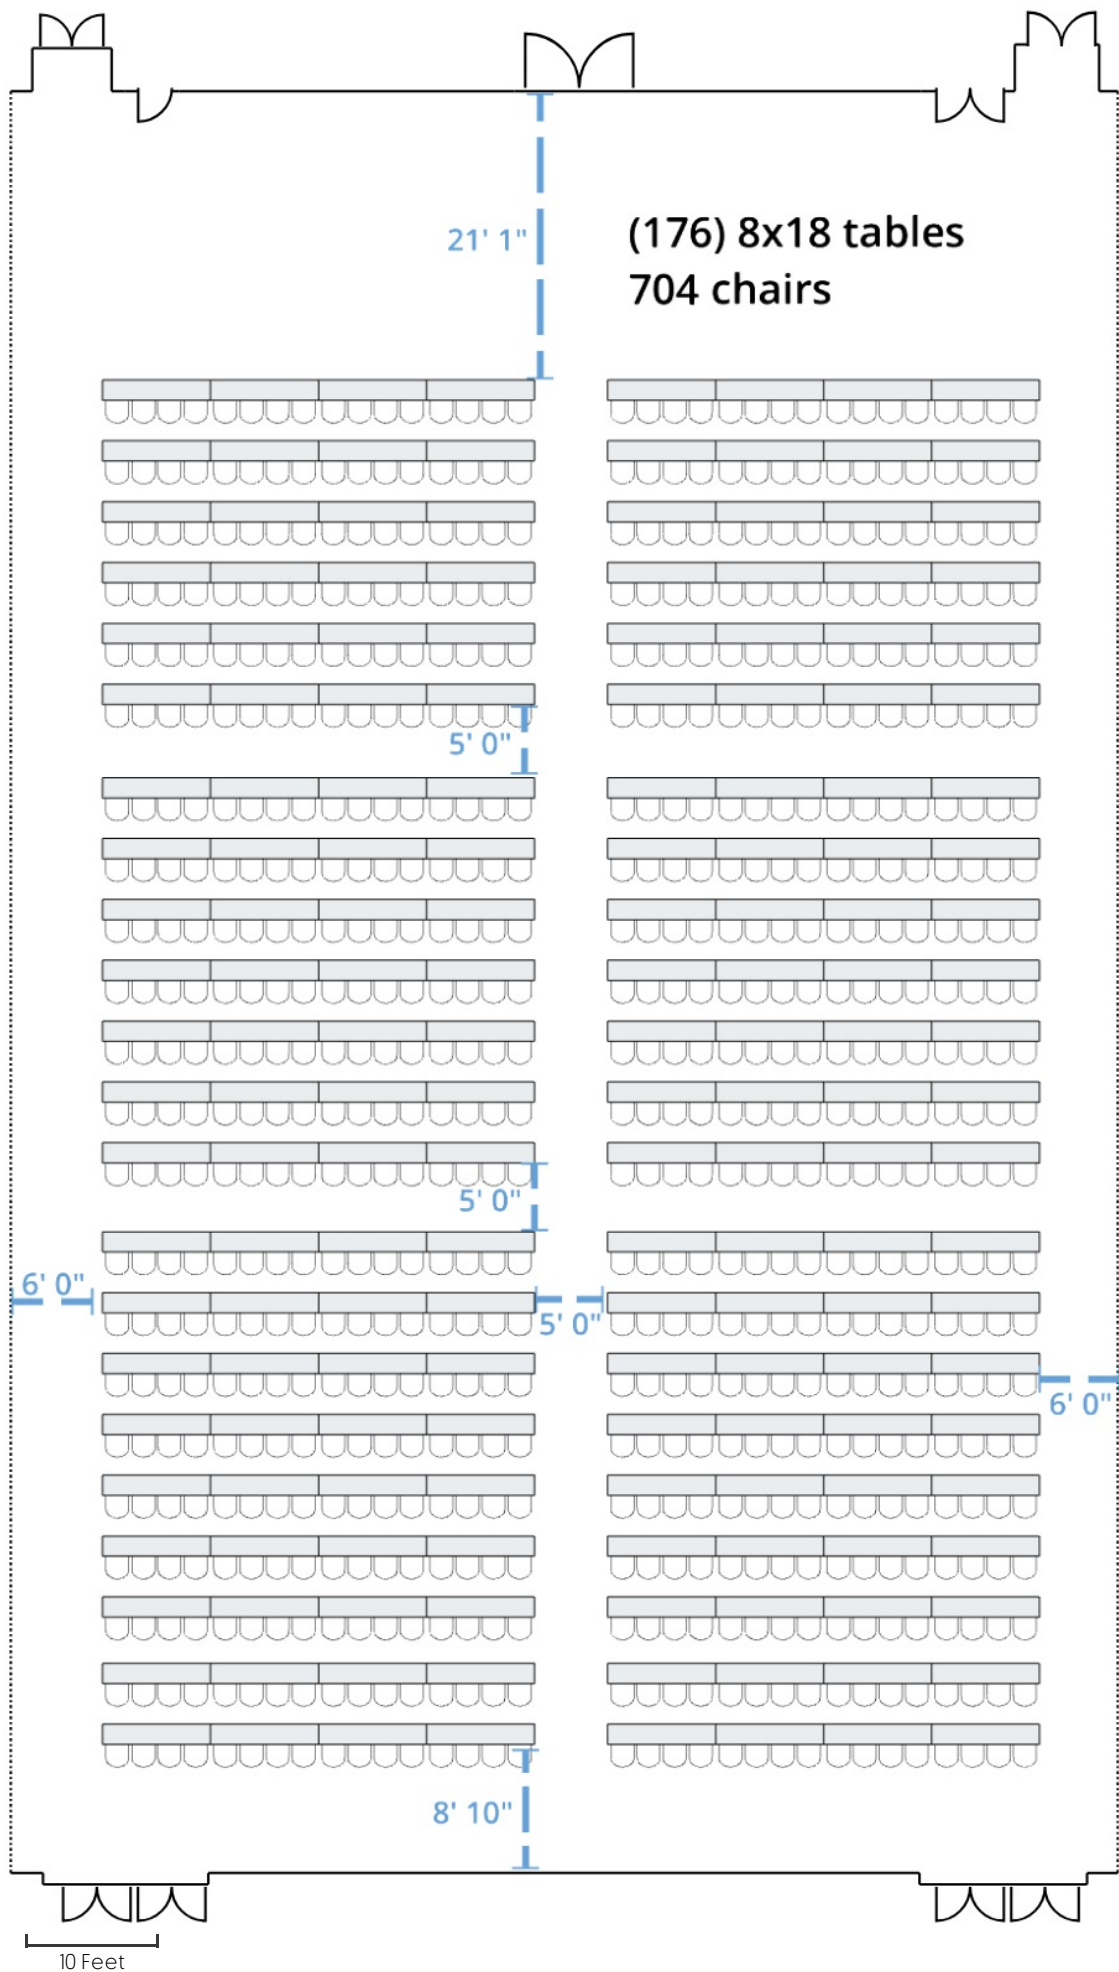 21' 1"
(176) 8x18 tables
704 chairs
5' 0"
5' 0"
6' 0"
5' 0"
6' 0"
8' 10"
10 Feet